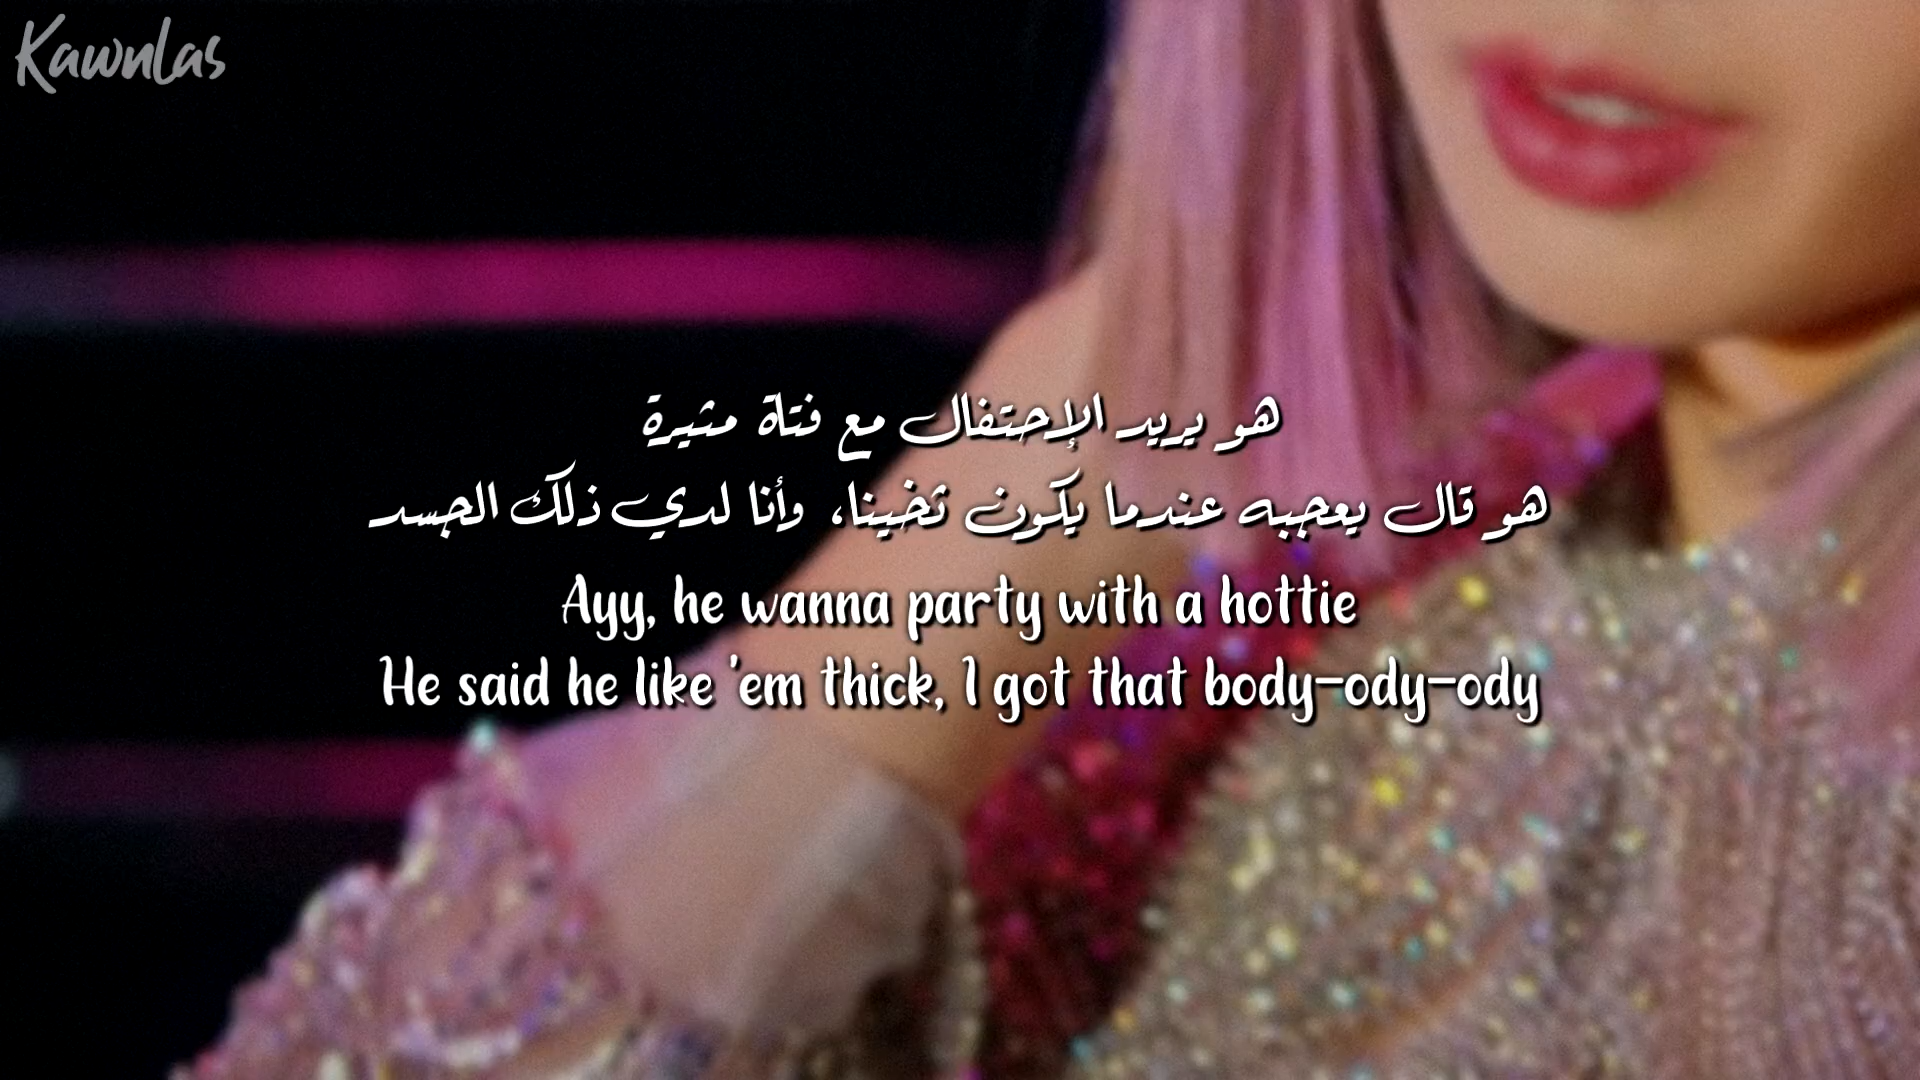 Kawnlas
هو يريد الإحتفال مع فتاة مثيرة
هو قال يعجبه عندما يكون ثخينا، وأنا لدي ذلك الجسد
Ayy, he wanna party with a hottie
He said he like 'em thick, I got that body-ody-ody